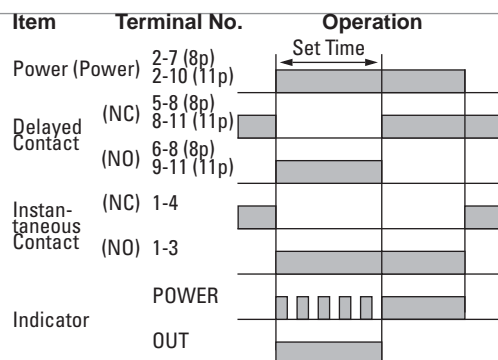 Item Terminal No. Operation
Set Time
Power (Power) 2-7 (8p)
2-10 (11p)
Delayed
Contact
(NC) 5-8 (8p)
8-11 (11p)
(NO) 6-8 (8p)
9-11 (11p)
Instan-
taneous
Contact
(NC) 1-4
(NO) 1-3
Indicator
POWER
OUT